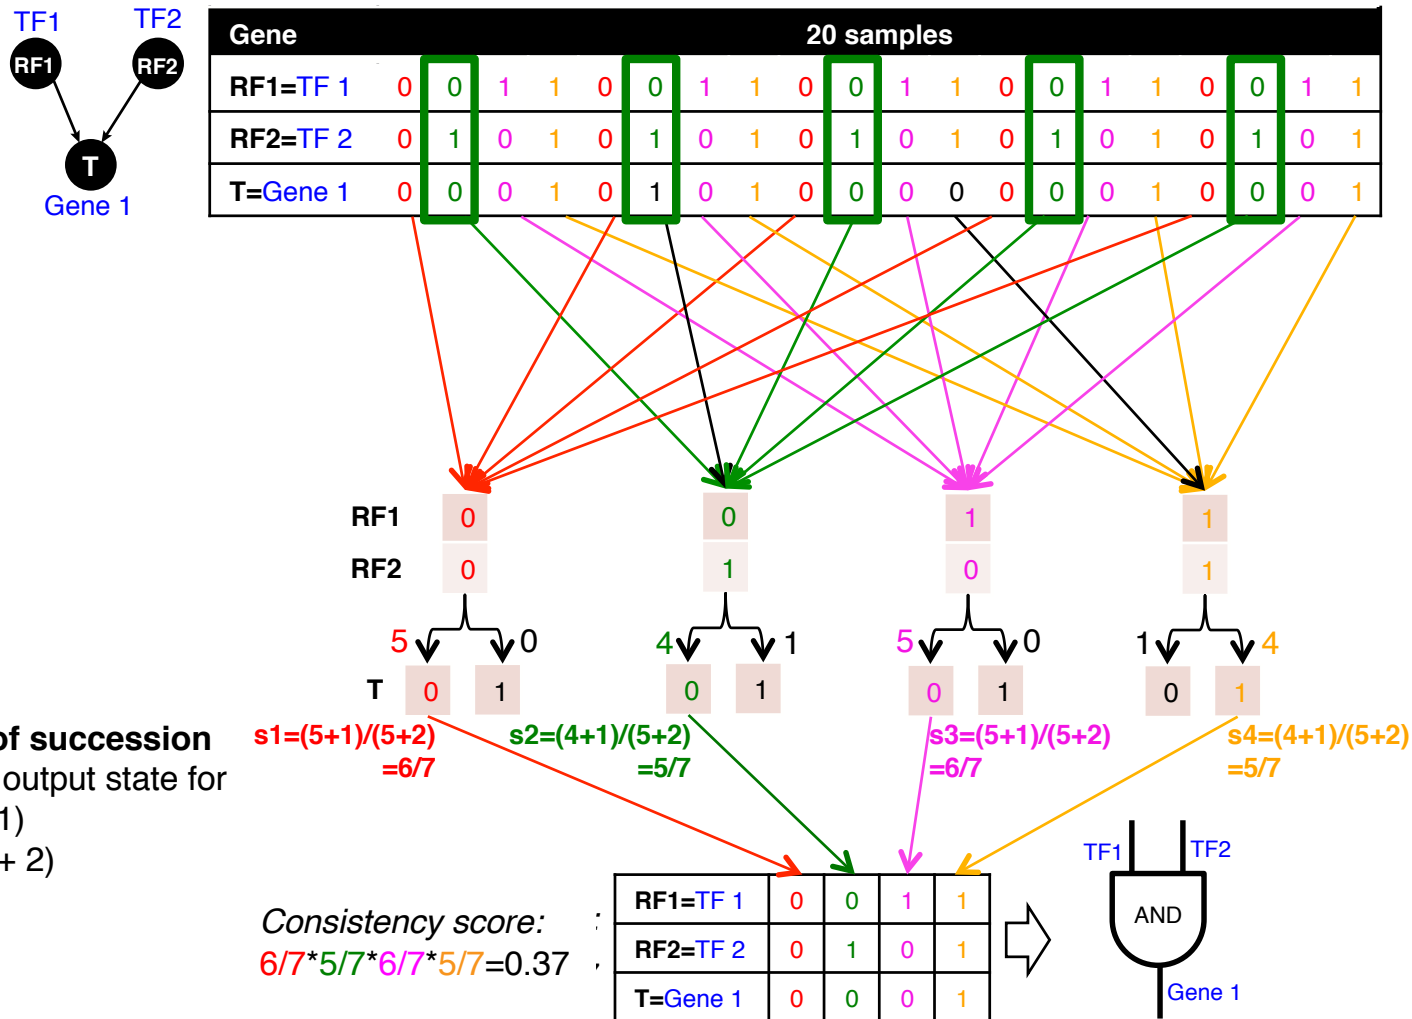 TF1 TF2
RF1 RF2
T
Gene 1
Gene 20 samples
RF1=TF 1 0 0 1 1 0 0 1 1 0 0 1 1 0 0 1 1 0 0 1 1
RF2=TF 2 0 1 0 1 0 1 0 1 0 1 0 1 0 1 0 1 0 1 0 1
T=Gene 1 0 0 0 1 0 1 0 1 0 0 0 0 0 0 0 1 0 0 0 1
RF1 0 0 1 1
RF2 0 1 0 1
5 0 4 1 5 0 1 4
T 0 1 0 1 0 1 0 1
s1=(5+1)/(5+2) s2=(4+1)/(5+2) s3=(5+1)/(5+2) s4=(4+1)/(5+2)
=6/7 =5/7 =6/7 =5/7
of succession
output state for
1)
+ 2)
Consistency score:
6/7*5/7*6/7*5/7=0.37
RF1=TF 1 0 0 1 1
RF2=TF 2 0 1 0 1
T=Gene 1 0 0 0 1
TF1 TF2
AND
Gene 1